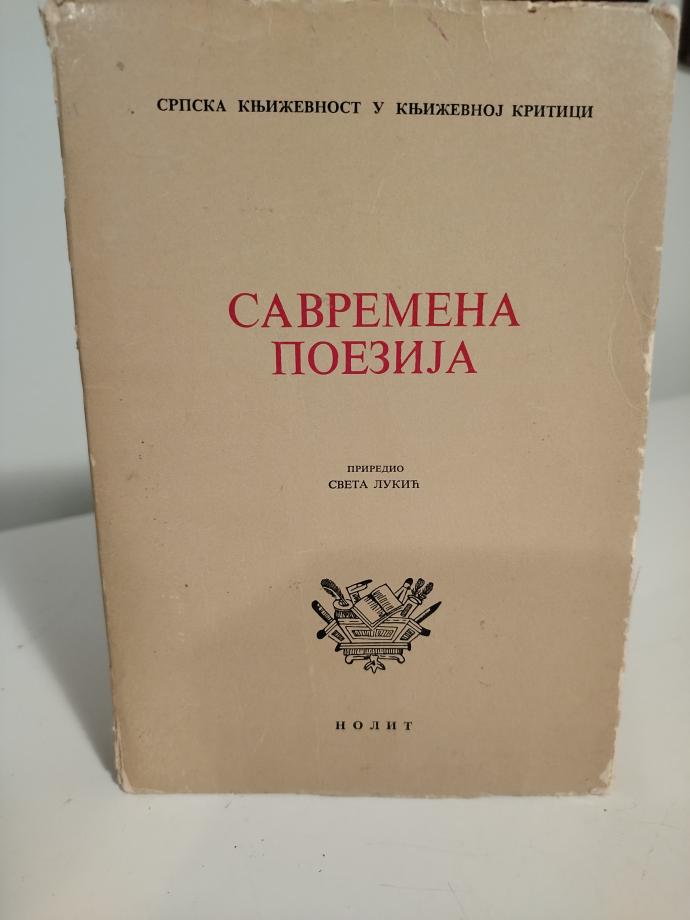 СРПСКА КЊИЖЕВНОСТ У КЊИЖЕВНОЈ КРИТИЦИ
САВРЕМЕНА
ПОЕЗИЈА
ПРИРЕДИО
СВЕТА ЛУКИЋ
НОЛИТ